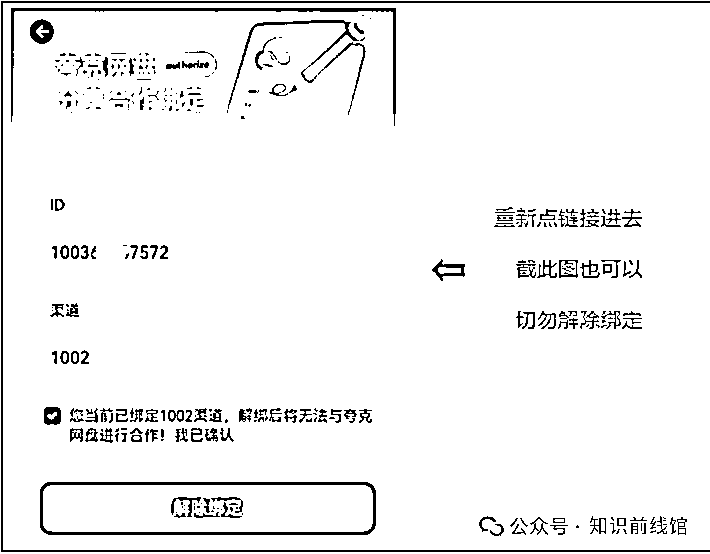 夸克网盘 authorize
分享合作绑定
ID
10036 7572
渠道
1002
您当前已绑定1002渠道，解绑后将无法与夸克
网盘进行合作！我已确认
解除绑定
重新点链接进去
截此图也可以
切勿解除绑定
公众号 · 知识前线馆